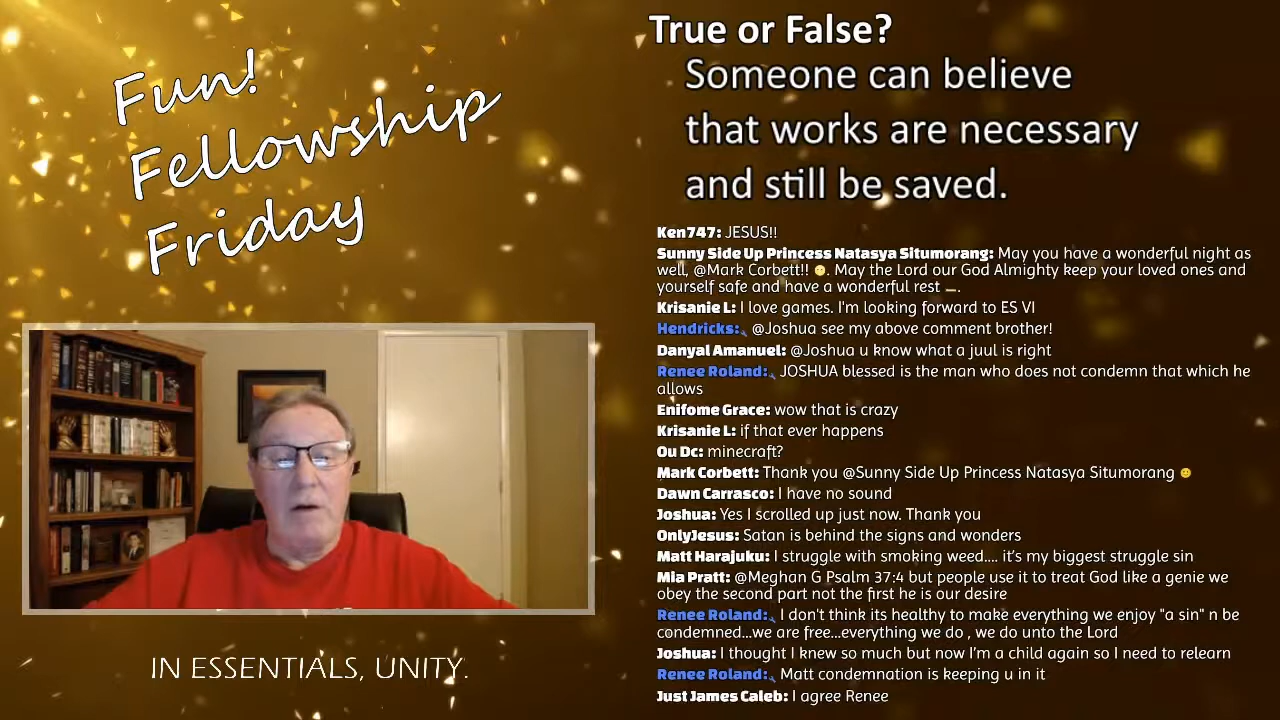 Fun!
Fellowship
Friday
IN ESSENTIALS, UNITY.
True or False?
Someone can believe
that works are necessary
and still be saved.
Ken747: JESUS!!
Sunny Side Up Princess Natasya Situmorang: May you have a wonderful night as
well, @Mark Corbett!! 😊. May the Lord our God Almighty keep your loved ones and
yourself safe and have a wonderful rest .
Krisanie L: I love games. I'm looking forward to ES VI
Hendricks: @Joshua see my above comment brother!
Danyal Amanuel: @Joshua u know what a juul is right
Renee Roland: JOSHUA blessed is the man who does not condemn that which he
allows
Enifome Grace: wow that is crazy
Krisanie L: if that ever happens
Ou Dc: minecraft?
Mark Corbett: Thank you @Sunny Side Up Princess Natasya Situmorang 🙂
Dawn Carrasco: I have no sound
Joshua: Yes I scrolled up just now. Thank you
OnlyJesus: Satan is behind the signs and wonders
Matt Harajuku: I struggle with smoking weed.... it's my biggest struggle sin
Mia Pratt: @Meghan G Psalm 37:4 but people use it to treat God like a genie we
obey the second part not the first he is our desire
Renee Roland: I don't think its healthy to make everything we enjoy "a sin" n be
condemned...we are free...everything we do , we do unto the Lord
Joshua: I thought I knew so much but now I'm a child again so I need to relearn
Renee Roland: Matt condemnation is keeping u in it
Just James Caleb: I agree Renee